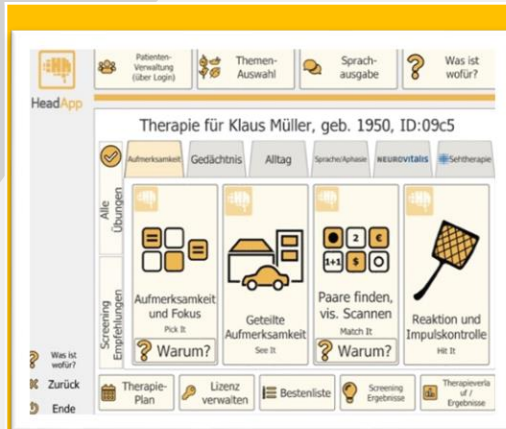 HeadApp
Patienten-
Verwaltung
(über Login)
Themen-
Auswahl
Sprach-
ausgabe
Was ist
wofür?
Therapie für Klaus Müller, geb. 1950, ID:09c5
Aufmerksamkeit
Gedächtnis
Alltag
Sprache/Aphasie
NEUROvitalis
Sehtherapie
Alle
Übungen
Screening
Empfehlungen
Aufmerksamkeit
und Fokus
Pick It
? Warum?
Geteilte
Aufmerksamkeit
See It
2 €
1+1 $
Paare finden,
vis. Scannen
Match It
? Warum?
Reaktion und
Impulskontrolle
Hit It
Was ist
wofür?
Zurück
Ende
Therapie-
Plan
Lizenz
verwalten
Bestenliste
Screening
Ergebnisse
Therapieverla
uf /
Ergebnisse